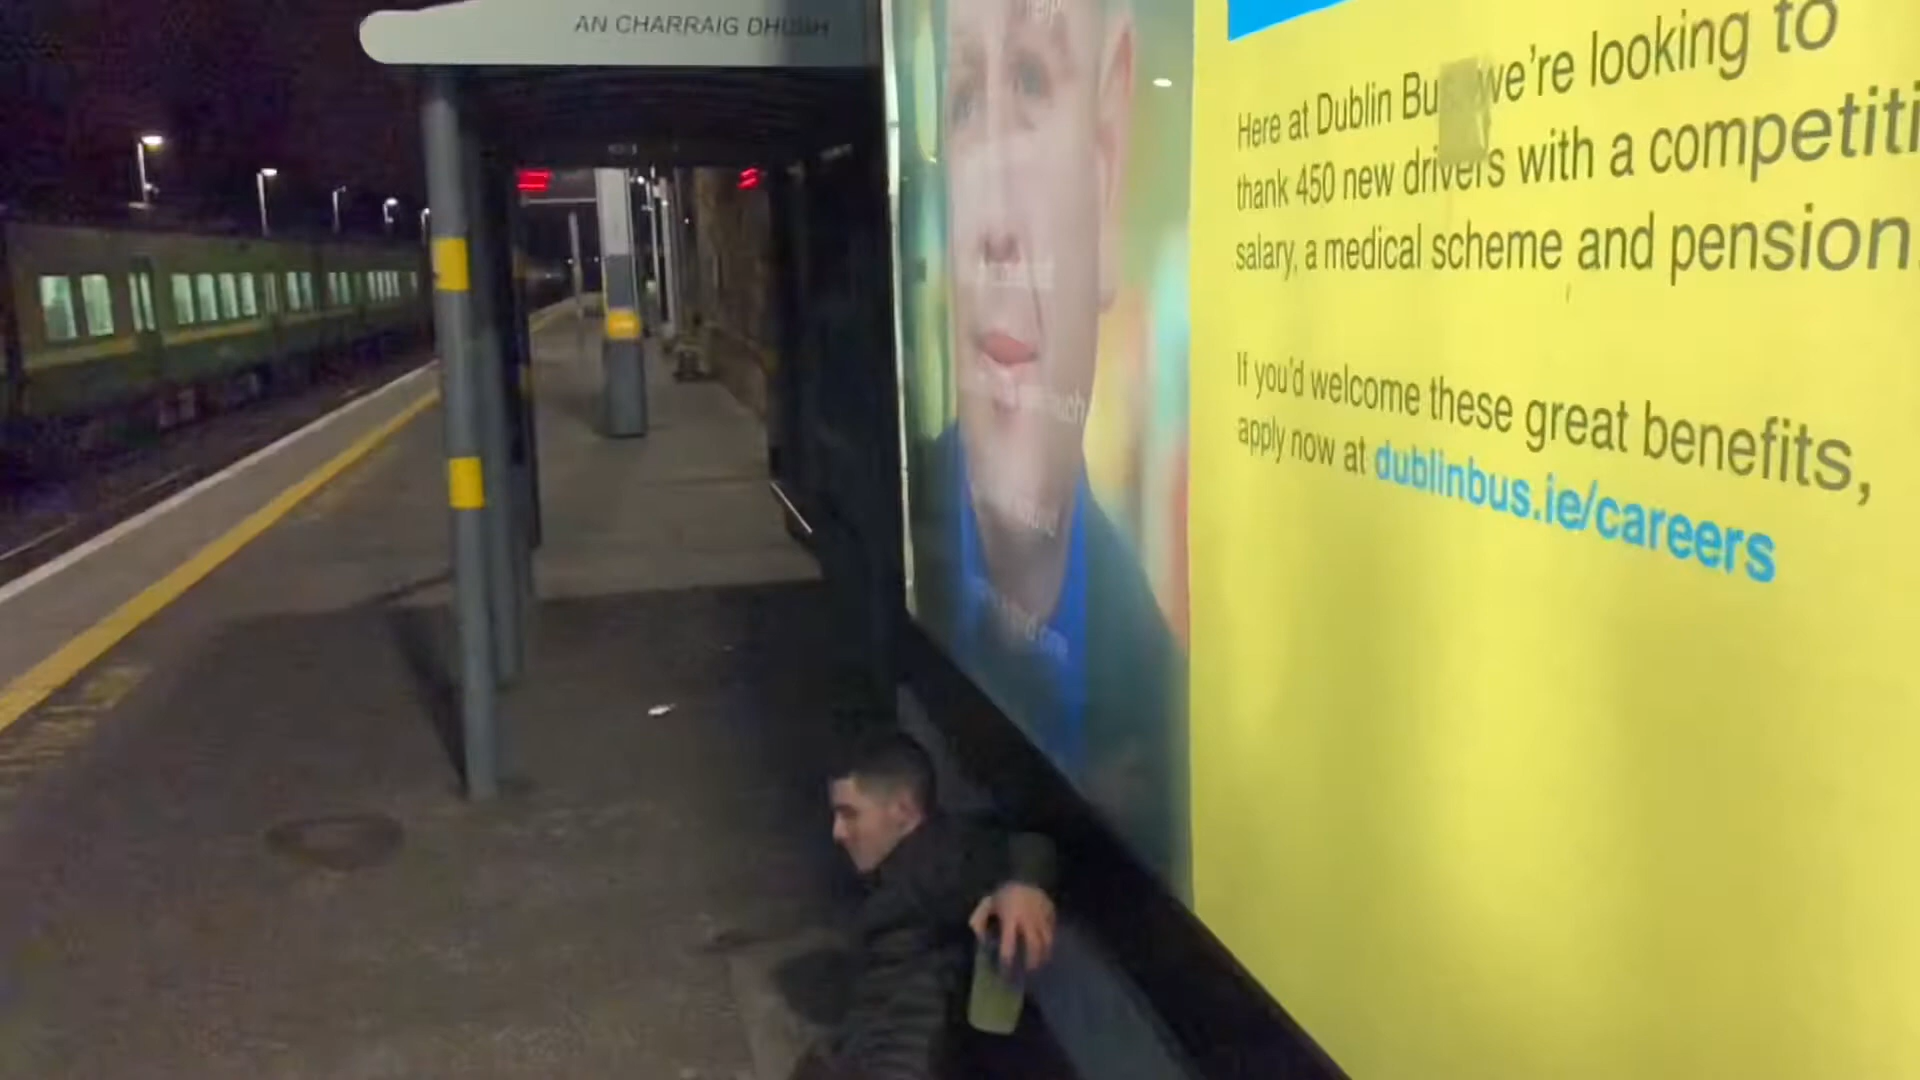 AN CHARRAIG DHUBH
help
Here at Dublin Bus we're looking to
thank 450 new drivers with a competiti
salary, a medical scheme and pension.
If you'd welcome these great benefits,
apply now at dublinbus.ie/careers